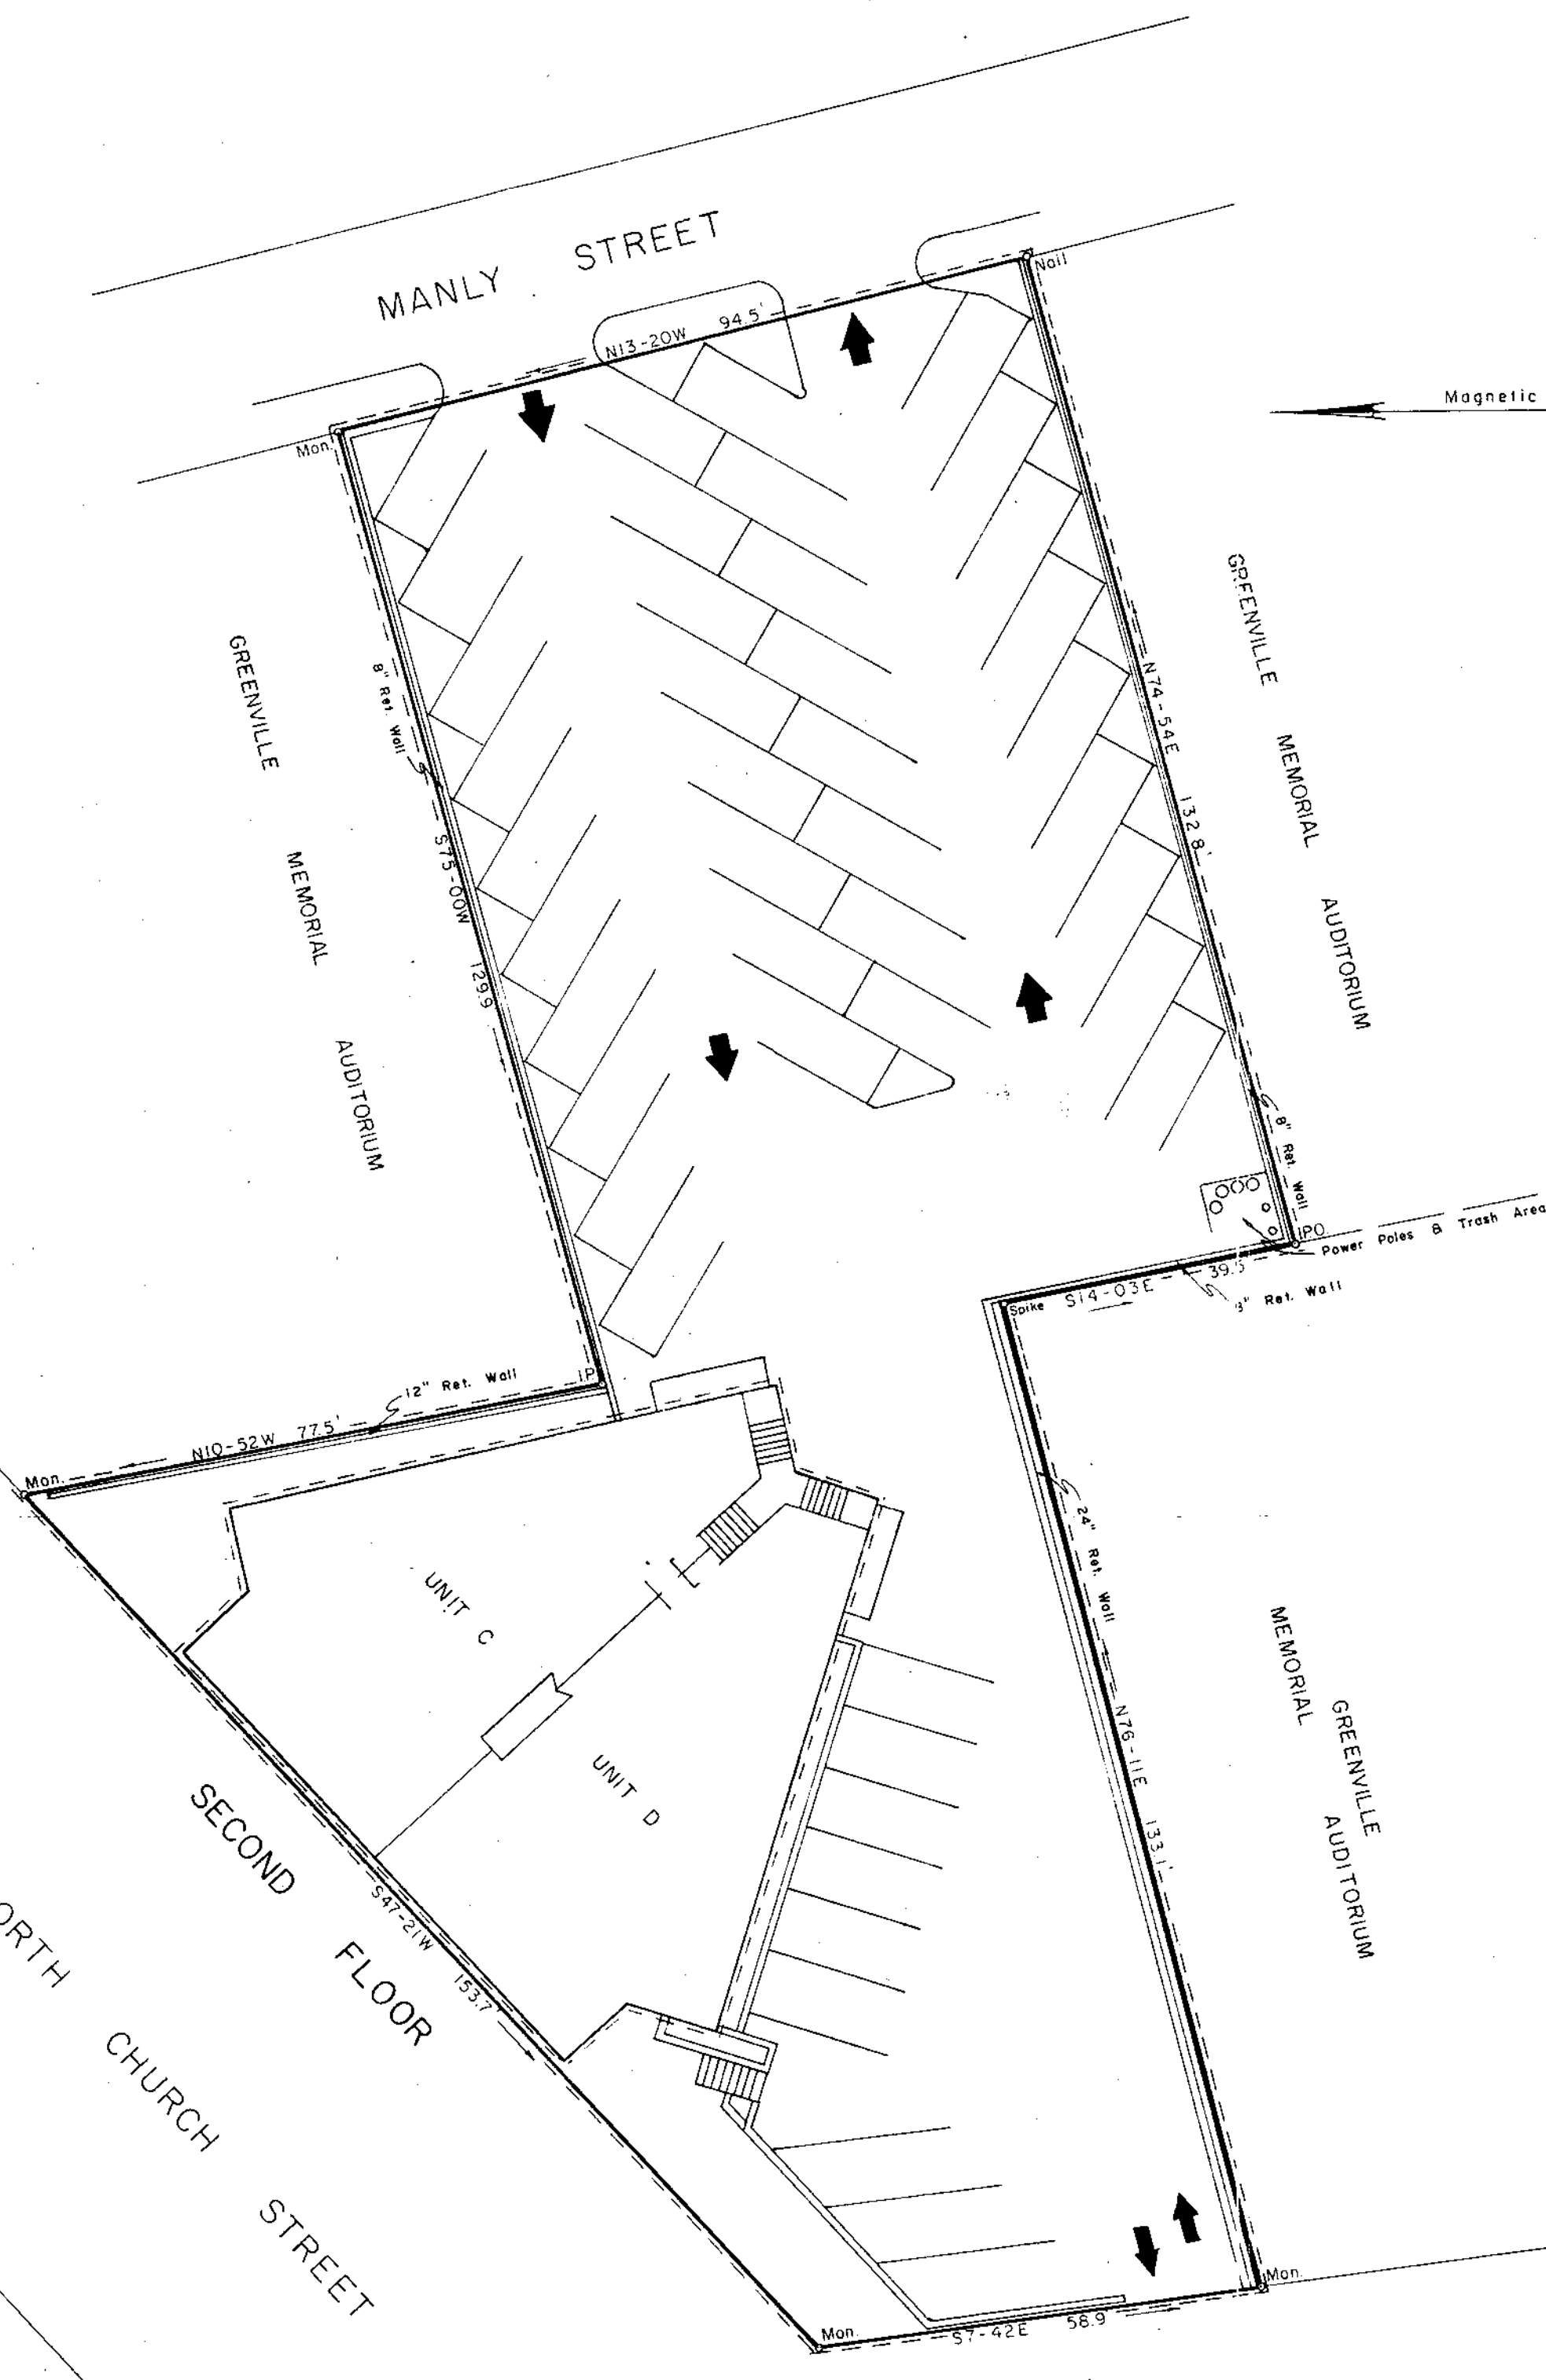 MANLY STREET
Nail
N13-20W 94.5'
Magnetic
Mon.
GREENVILLE MEMORIAL AUDITORIUM
8" Ret. Wall
S75-00W 129.9
N74-54E 132.8'
GREENVILLE MEMORIAL AUDITORIUM
8" Ret. Wall
IPO
Power Poles & Trash Area
S14-03E 39.5
Spike
8" Ret. Wall
I.P.
12" Ret. Wall
N10-52W 77.5'
Mon.
24" Ret. Wall
UNIT C
UNIT D
N76-11E 133.1'
MEMORIAL
GREENVILLE
AUDITORIUM
SECOND FLOOR
S47-21W 153.7
ORTH CHURCH STREET
Mon.
Mon.
S7-42E 58.9